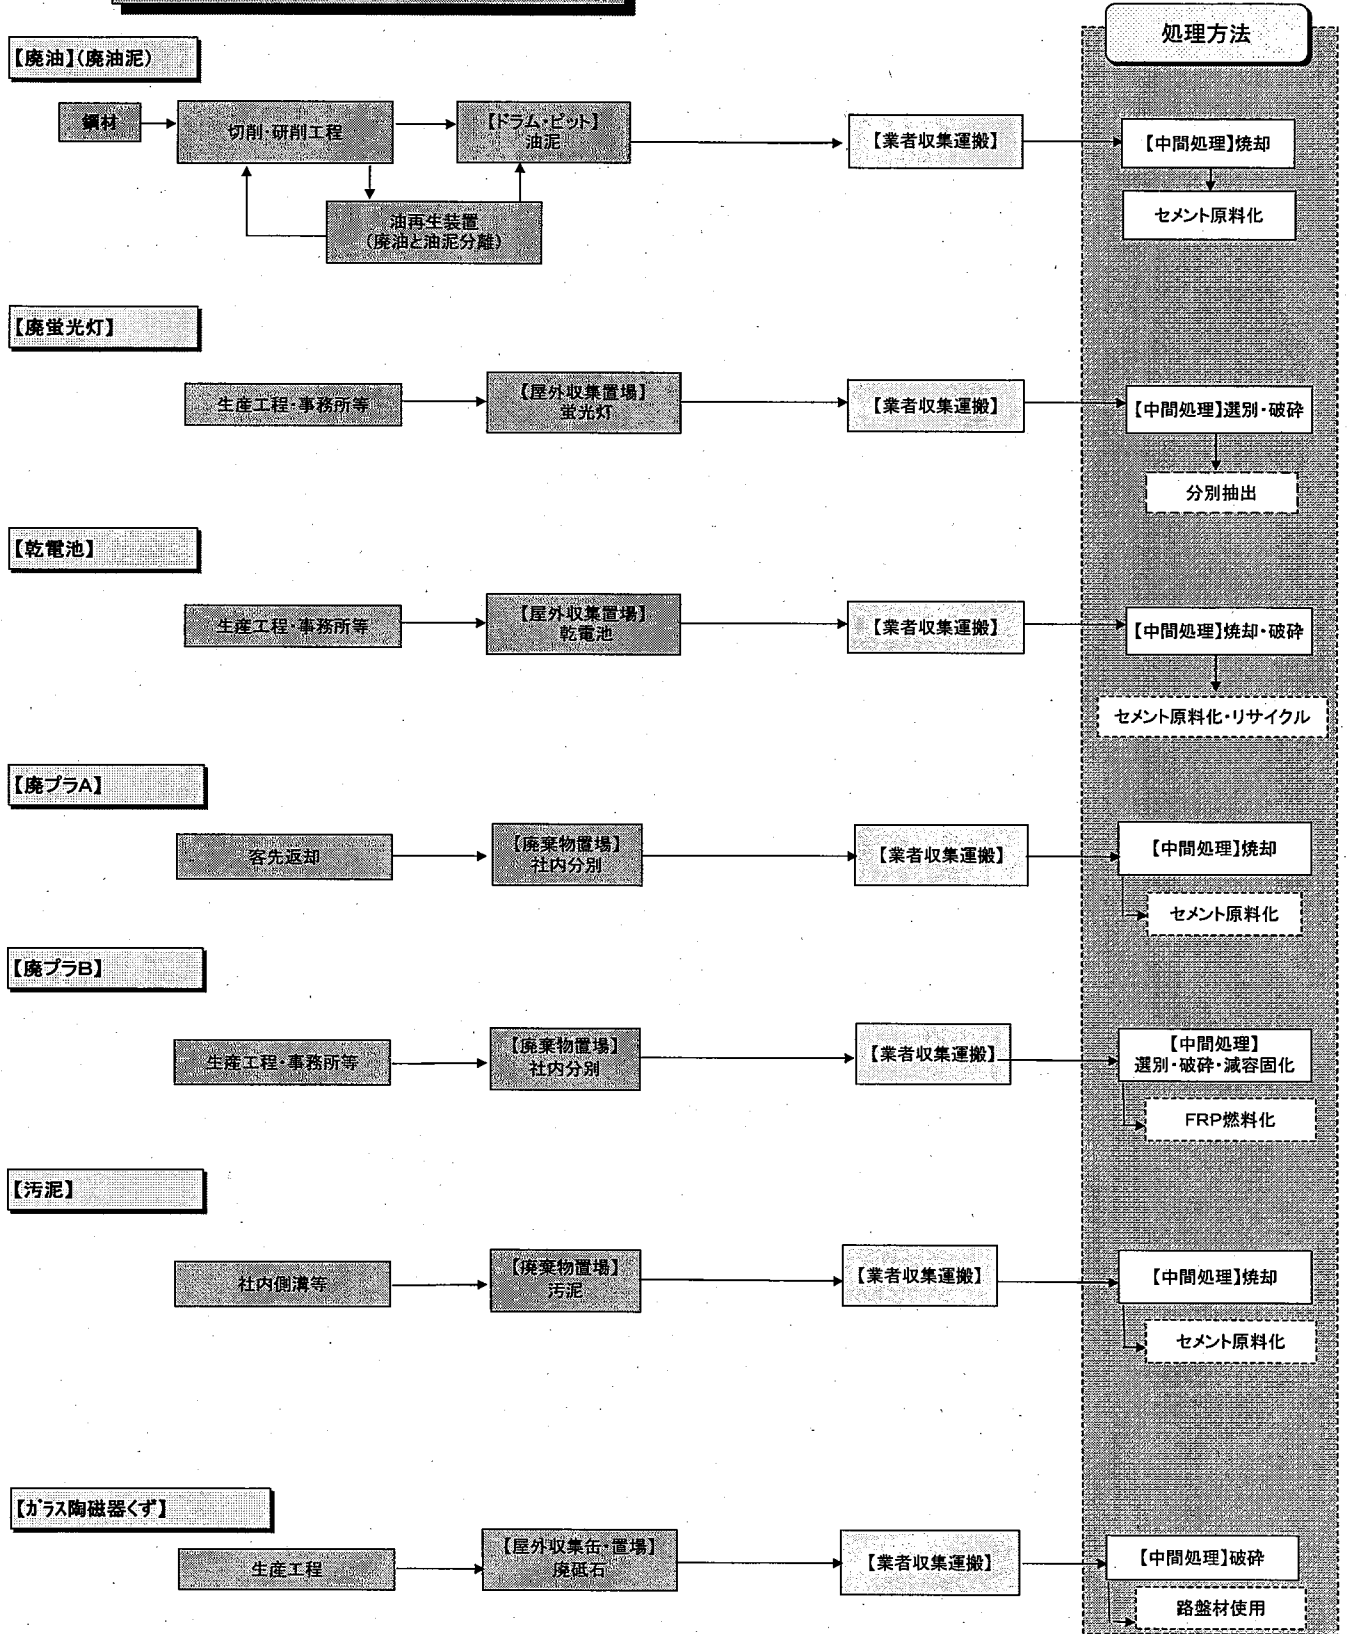 処理方法
【廃油】(廃油泥)
鋼材
切削・研削工程
【ドラム・ピット】
油泥
【業者収集運搬】
【中間処理】焼却
油再生装置
(廃油と油泥分離)
セメント原料化
【廃蛍光灯】
生産工程・事務所等
【屋外収集置場】
蛍光灯
【業者収集運搬】
【中間処理】選別・破砕
分別抽出
【乾電池】
生産工程・事務所等
【屋外収集置場】
乾電池
【業者収集運搬】
【中間処理】焼却・破砕
セメント原料化・リサイクル
【廃プラA】
客先返却
【廃棄物置場】
社内分別
【業者収集運搬】
【中間処理】焼却
セメント原料化
【廃プラB】
生産工程・事務所等
【廃棄物置場】
社内分別
【業者収集運搬】
【中間処理】
選別・破砕・減容固化
FRP燃料化
【汚泥】
社内側溝等
【廃棄物置場】
汚泥
【業者収集運搬】
【中間処理】焼却
セメント原料化
【ガラス陶磁器くず】
生産工程
【屋外収集缶・置場】
廃砥石
【業者収集運搬】
【中間処理】破砕
路盤材使用